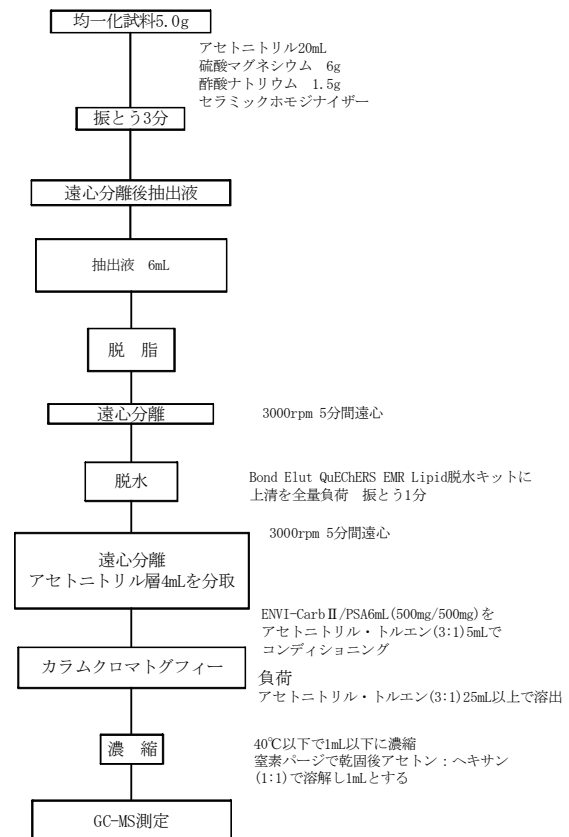 均一化試料5.0g
アセトニトリル20mL
硫酸マグネシウム　6g
酢酸ナトリウム　1.5g
セラミックホモジナイザー
振とう3分
遠心分離後抽出液
抽出液　6mL
脱　脂
遠心分離
3000rpm 5分間遠心
脱水
Bond Elut QuEChERS EMR Lipid脱水キットに
上清を全量負荷　振とう1分
3000rpm 5分間遠心
遠心分離
アセトニトリル層4mLを分取
ENVI-CarbⅡ/PSA6mL(500mg/500mg)を
アセトニトリル・トルエン(3:1)5mLで
コンディショニング
カラムクロマトグフィー
負荷
アセトニトリル・トルエン(3:1)25mL以上で溶出
濃　縮
40℃以下で1mL以下に濃縮
窒素パージで乾固後アセトン：ヘキサン
(1:1)で溶解し1mLとする
GC-MS測定